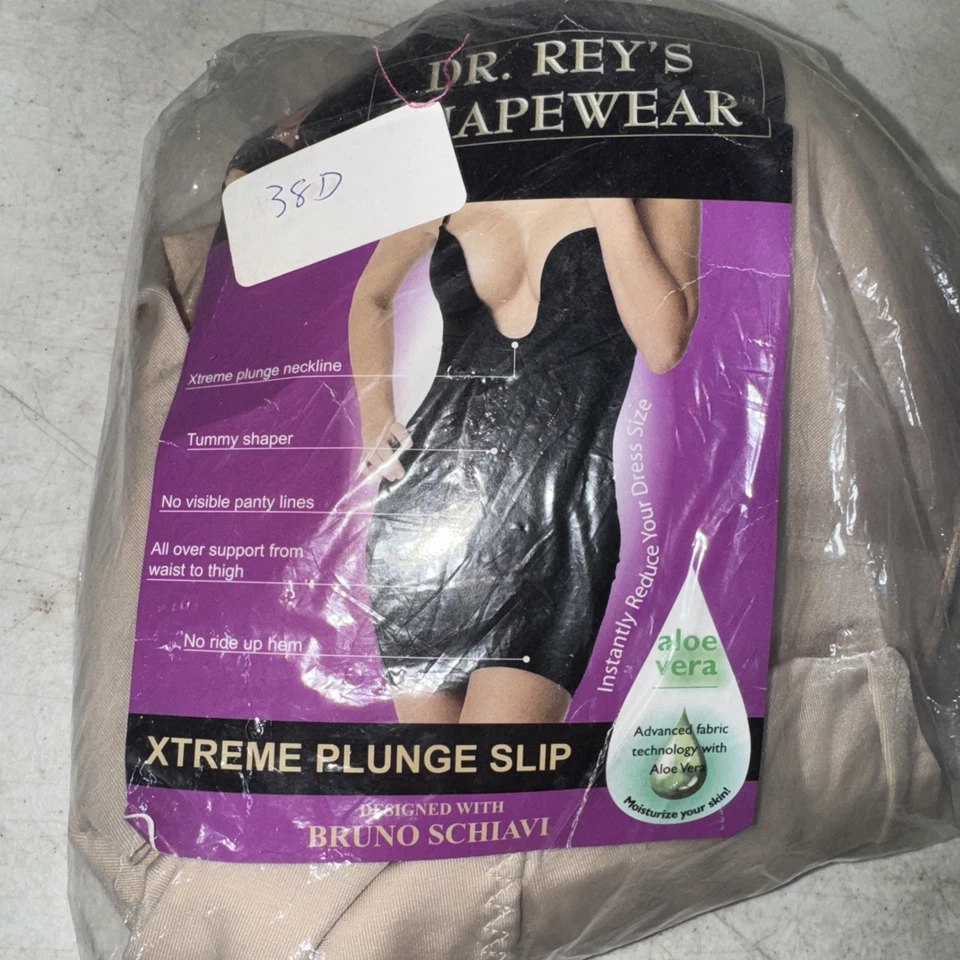 DR. REY'S
SHAPEWEAR™
38D
Xtreme plunge neckline
Tummy shaper
No visible panty lines
All over support from
waist to thigh
No ride up hem
Instantly Reduce Your Dress Size
aloe
vera
Advanced fabric
technology with
Aloe Vera
Moisturize your skin!
XTREME PLUNGE SLIP
DESIGNED WITH
BRUNO SCHIAVI